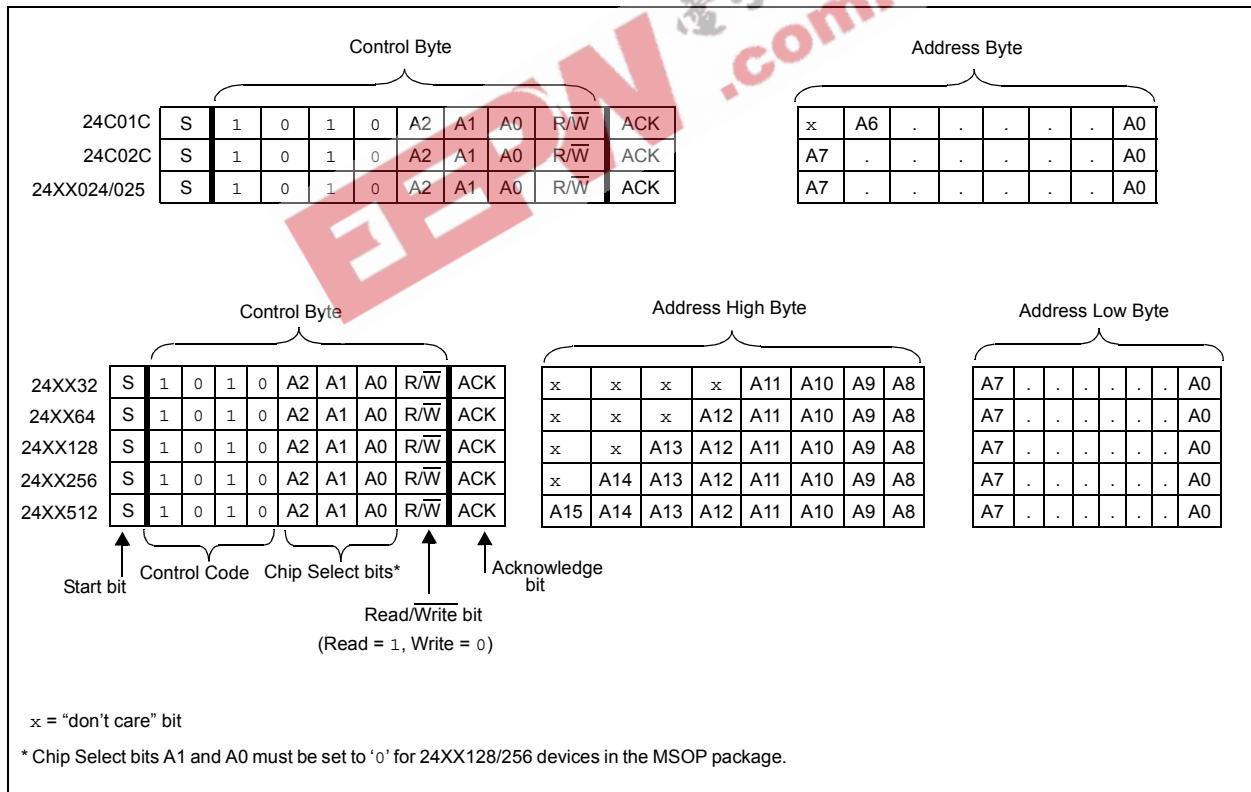 Control Byte Address Byte
24C01C S 1 0 1 0 A2 A1 A0 R/W ACK x A6 . . . . . A0
24C02C S 1 0 1 0 A2 A1 A0 R/W ACK A7 . . . . . . A0
24XX024/025 S 1 0 1 0 A2 A1 A0 R/W ACK A7 . . . . . . A0
EEPW .com
Control Byte Address High Byte Address Low Byte
24XX32 S 1 0 1 0 A2 A1 A0 R/W ACK x x x x A11 A10 A9 A8 A7 . . . . . . A0
24XX64 S 1 0 1 0 A2 A1 A0 R/W ACK x x x A12 A11 A10 A9 A8 A7 . . . . . . A0
24XX128 S 1 0 1 0 A2 A1 A0 R/W ACK x x A13 A12 A11 A10 A9 A8 A7 . . . . . . A0
24XX256 S 1 0 1 0 A2 A1 A0 R/W ACK x A14 A13 A12 A11 A10 A9 A8 A7 . . . . . . A0
24XX512 S 1 0 1 0 A2 A1 A0 R/W ACK A15 A14 A13 A12 A11 A10 A9 A8 A7 . . . . . . A0
Start bit Control Code Chip Select bits* Acknowledge
bit
Read/Write bit
(Read = 1, Write = 0)
x = “don’t care” bit
* Chip Select bits A1 and A0 must be set to ‘0’ for 24XX128/256 devices in the MSOP package.